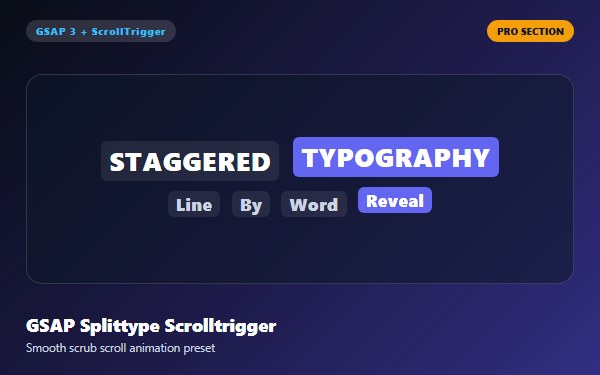 GSAP 3 + ScrollTrigger
PRO SECTION
STAGGERED TYPOGRAPHY
Line By Word Reveal
GSAP Splittype Scrolltrigger
Smooth scrub scroll animation preset